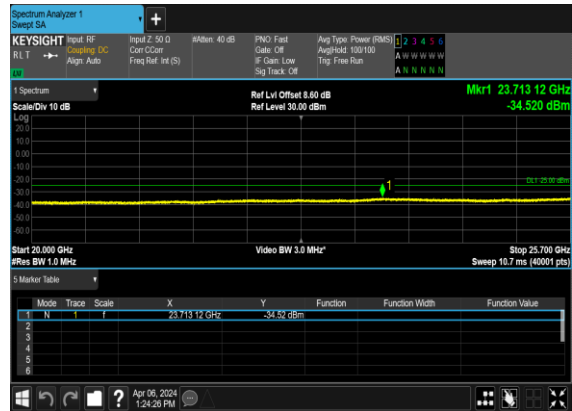 Spectrum Analyzer 1
Swept SA
+
KEYSIGHT Input: RF Input Z: 50 Ω #Atten: 40 dB PNO: Fast Avg Type: Power (RMS) 1 2 3 4 5 6
RLT Coupling: DC Corr CCorr Gate: Off Avg|Hold: 100/100 A W W W W W
Align: Auto Freq Ref: Int (S) IF Gain: Low Trig: Free Run
Sig Track: Off A N N N N N
1 Spectrum Ref Lvl Offset 8.60 dB Mkr1 23.713 12 GHz
Scale/Div 10 dB Ref Level 30.00 dBm -34.520 dBm
Log
20.0
10.0
0.00
-10.0
-20.0
1
DL1 -25.00 dBm
-30.0
-40.0
-50.0
-60.0
Start 20.000 GHz Video BW 3.0 MHz* Stop 25.700 GHz
#Res BW 1.0 MHz Sweep 10.7 ms (40001 pts)
5 Marker Table
Mode Trace Scale X Y Function Function Width Function Value
1 N 1 f 23.713 12 GHz -34.52 dBm
2
3
4
5
6
? Apr 06, 2024
1:24:26 PM